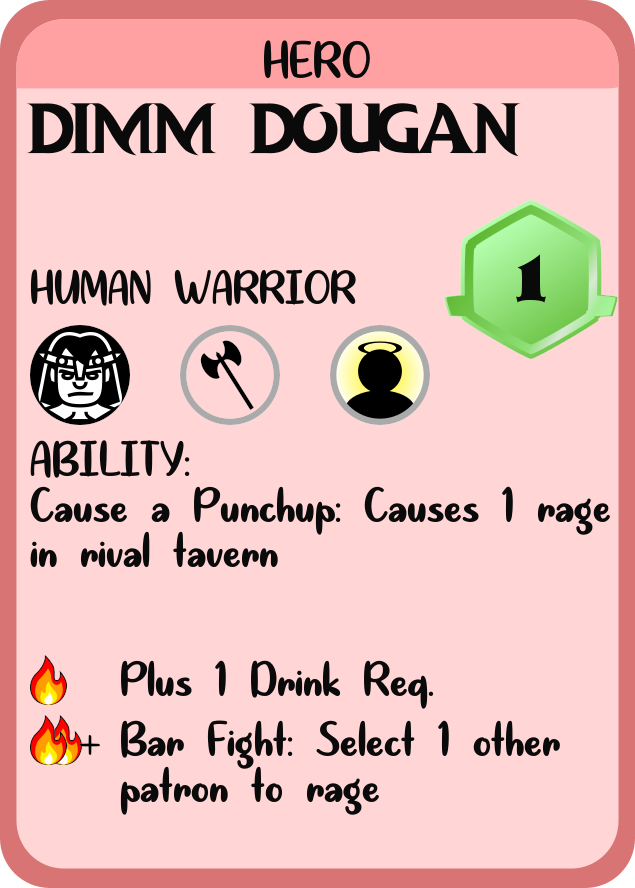 HERO
DIMM DOUGAN
1
HUMAN WARRIOR
ABILITY:
Cause a Punchup: Causes 1 rage
in rival tavern
Plus 1 Drink Req.
+ Bar Fight: Select 1 other
patron to rage